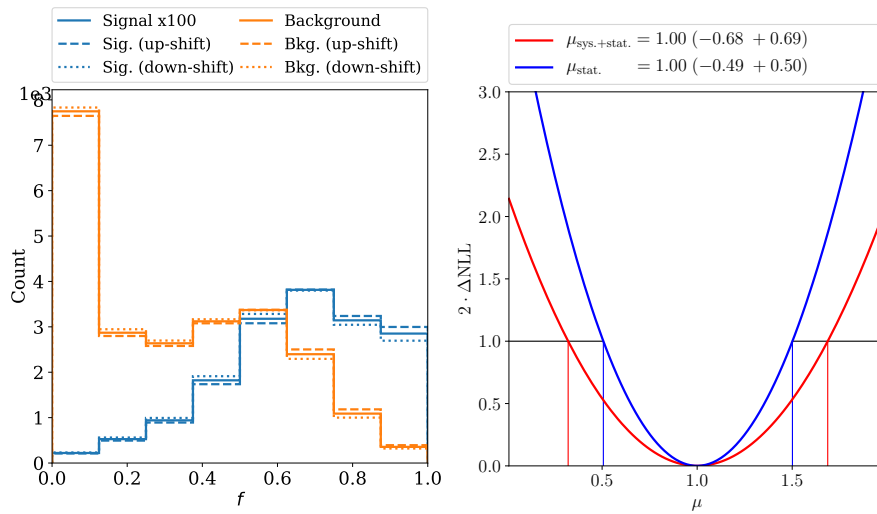 Signal x100
Sig. (up-shift)
Sig. (down-shift)
Background
Bkg. (up-shift)
Bkg. (down-shift)
1e3
8
7
6
5
4
3
2
1
0
Count
0.0 0.2 0.4 0.6 0.8 1.0
f
μsys.+stat. = 1.00 (−0.68 +0.69)
μstat. = 1.00 (−0.49 +0.50)
3.0
2.5
2.0
1.5
1.0
0.5
0.0
2 · ΔNLL
0.5 1.0 1.5
μ